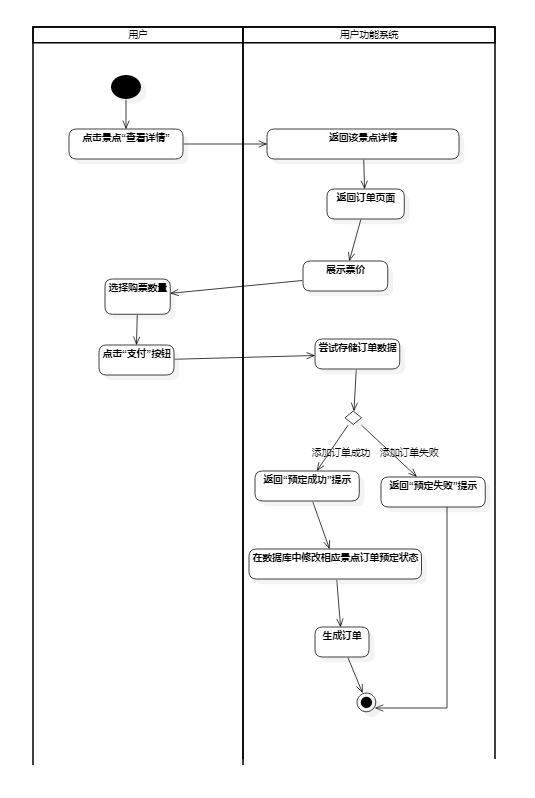 用户
用户功能系统
点击景点“查看详情”
返回该景点详情
返回订单页面
展示票价
选择购票数量
点击“支付”按钮
尝试存储订单数据
添加订单成功
添加订单失败
返回“预定成功”提示
返回“预定失败”提示
在数据库中修改相应景点订单预定状态
生成订单